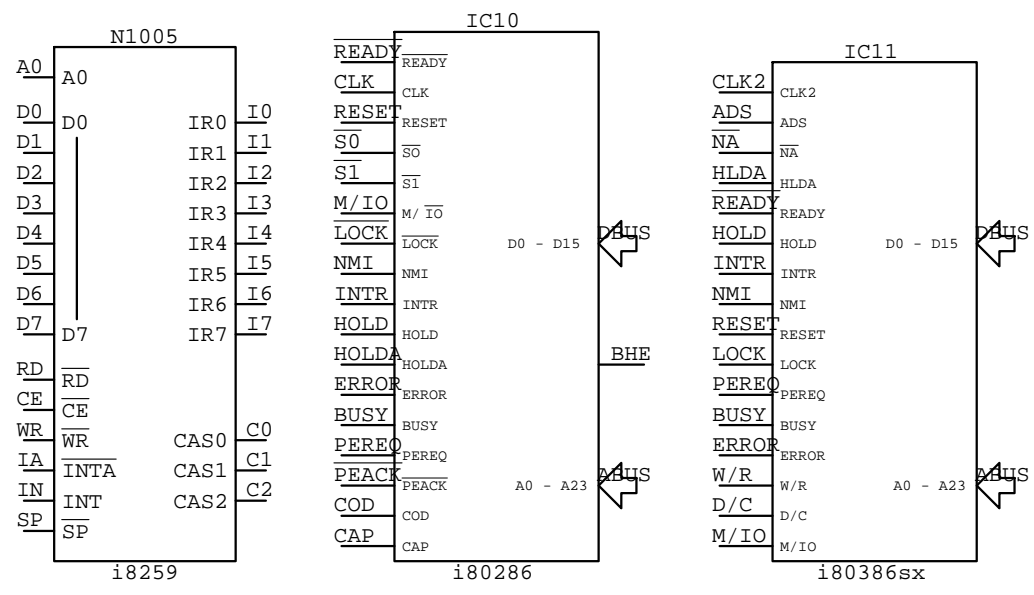 N1005
A0 A0
D0 D0 IR0 I0
D1 IR1 I1
D2 IR2 I2
D3 IR3 I3
D4 IR4 I4
D5 IR5 I5
D6 IR6 I6
D7 D7 IR7 I7
RD RD
CE CE
WR WR CAS0 C0
IA INTA CAS1 C1
IN INT CAS2 C2
SP SP
i8259
IC10
READY READY
CLK CLK
RESET RESET
S0 SO
S1 S1
M/IO M/ IO
LOCK LOCK D0 - D15 DBUS
NMI NMI
INTR INTR
HOLD HOLD
HOLDA HOLDA BHE
ERROR ERROR
BUSY BUSY
PEREQ PEREQ
PEACK PEACK A0 - A23 ABUS
COD COD
CAP CAP
i80286
IC11
CLK2 CLK2
ADS ADS
NA NA
HLDA HLDA
READY READY
HOLD HOLD D0 - D15 DBUS
INTR INTR
NMI NMI
RESET RESET
LOCK LOCK
PEREQ PEREQ
BUSY BUSY
ERROR ERROR
W/R W/R A0 - A23 ABUS
D/C D/C
M/IO M/IO
i80386sx